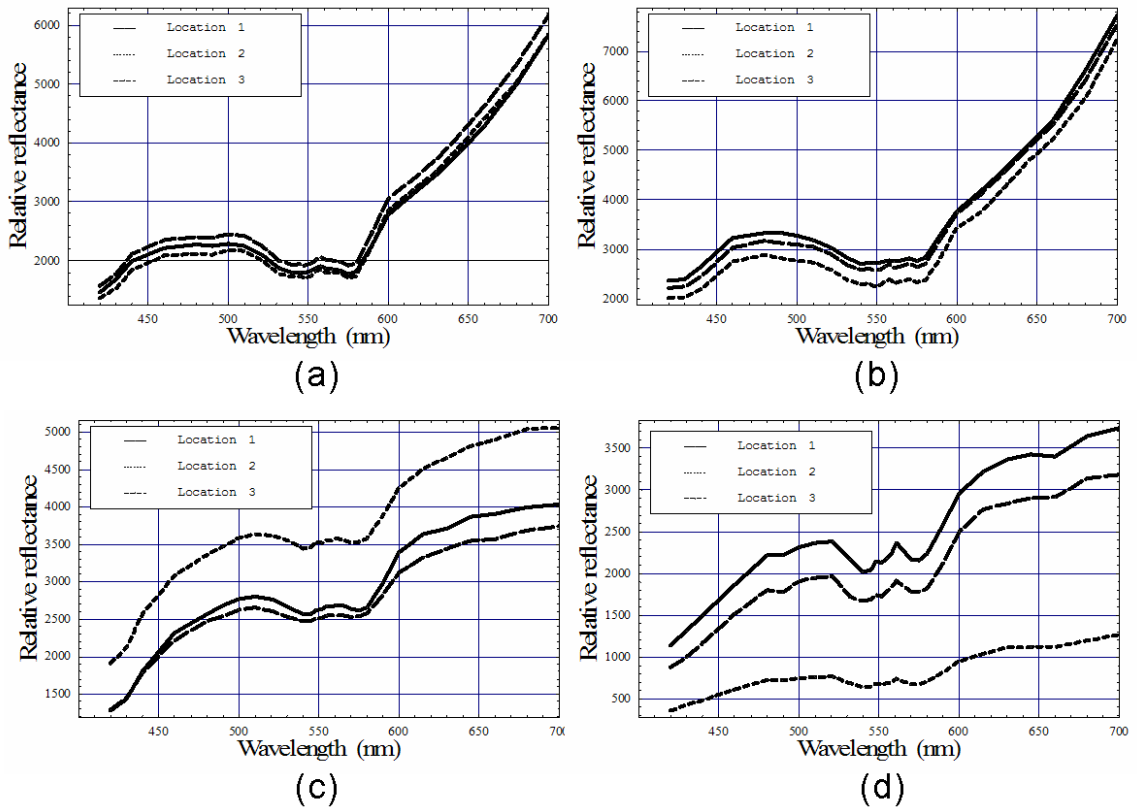 6000
5000
4000
3000
2000
Relative reflectance
Location 1
Location 2
Location 3
450 500 550 600 650 700
Wavelength (nm)
(a)
7000
6000
5000
4000
3000
2000
Relative reflectance
Location 1
Location 2
Location 3
450 500 550 600 650 700
Wavelength (nm)
(b)
5000
4500
4000
3500
3000
2500
2000
1500
Relative reflectance
Location 1
Location 2
Location 3
450 500 550 600 650 700
Wavelength (nm)
(c)
3500
3000
2500
2000
1500
1000
500
Relative reflectance
Location 1
Location 2
Location 3
450 500 550 600 650 700
Wavelength (nm)
(d)